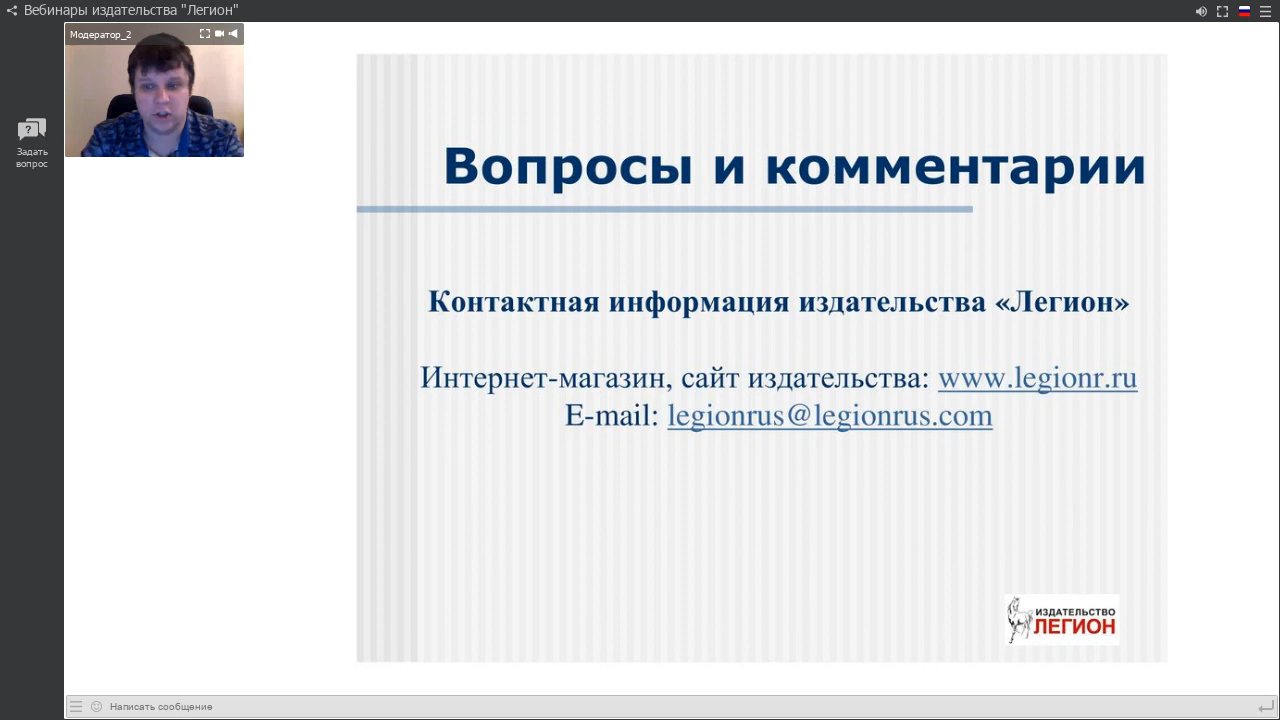 Вебинары издательства "Легион"
Модератор_2
Задать
вопрос
Вопросы и комментарии
Контактная информация издательства «Легион»
Интернет-магазин, сайт издательства: www.legionr.ru
E-mail: legionrus@legionrus.com
ИЗДАТЕЛЬСТВО
ЛЕГИОН
Написать сообщение